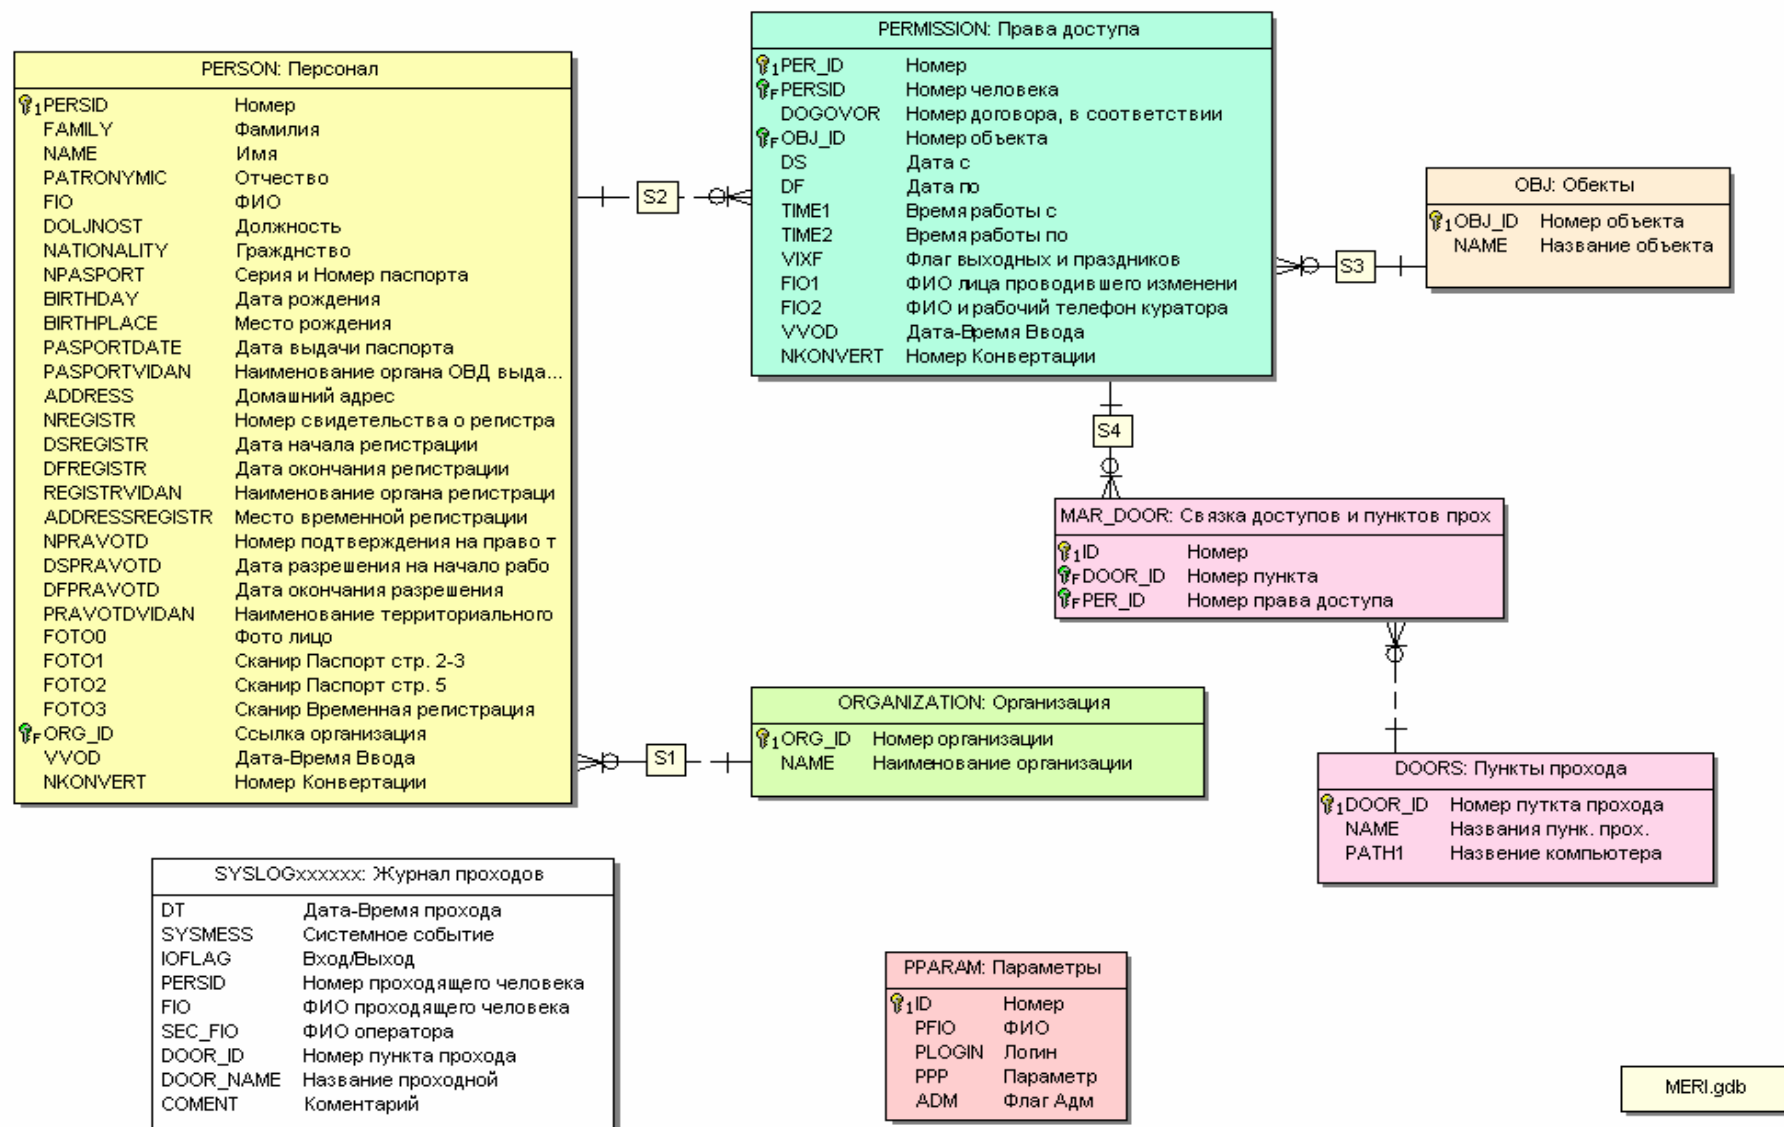 PERSON: Персонал
1 PERSID Номер
FAMILY Фамилия
NAME Имя
PATRONYMIC Отчество
FIO ФИО
DOLJNOST Должность
NATIONALITY Гражднство
NPASPORT Серия и Номер паспорта
BIRTHDAY Дата рождения
BIRTHPLACE Место рождения
PASPORTDATE Дата выдачи паспорта
PASPORTVIDAN Наименование органа ОВД выда...
ADDRESS Домашний адрес
NREGISTR Номер свидетельства о регистра
DSREGISTR Дата начала регистрации
DFREGISTR Дата окончания регистрации
REGISTRVIDAN Наименование органа регистраци
ADDRESSREGISTR Место временной регистрации
NPRAVOTD Номер подтверждения на право т
DSPRAVOTD Дата разрешения на начало рабо
DFPRAVOTD Дата окончания разрешения
PRAVOTDVIDAN Наименование территориального
FOTO0 Фото лицо
FOTO1 Сканир Паспорт стр. 2-3
FOTO2 Сканир Паспорт стр. 5
FOTO3 Сканир Временная регистрация
F ORG_ID Ссылка организация
VVOD Дата-Время Ввода
NKONVERT Номер Конвертации
S2
PERMISSION: Права доступа
1 PER_ID Номер
F PERSID Номер человека
DOGOVOR Номер договора, в соответствии
F OBJ_ID Номер объекта
DS Дата с
DF Дата по
TIME1 Время работы с
TIME2 Время работы по
VIXF Флаг выходных и праздников
FIO1 ФИО лица проводившего изменени
FIO2 ФИО и рабочий телефон куратора
VVOD Дата-Время Ввода
NKONVERT Номер Конвертации
S3
OBJ: Обекты
1 OBJ_ID Номер объекта
NAME Название объекта
S4
MAR_DOOR: Связка доступов и пунктов прох
1 ID Номер
F DOOR_ID Номер пункта
F PER_ID Номер права доступа
S1
ORGANIZATION: Организация
1 ORG_ID Номер организации
NAME Наименование организации
DOORS: Пункты прохода
1 DOOR_ID Номер путкта прохода
NAME Названия пунк. прох.
PATH1 Назвение компьютера
SYSLOGxxxxxx: Журнал проходов
DT Дата-Время прохода
SYSMESS Системное событие
IOFLAG Вход/Выход
PERSID Номер проходящего человека
FIO ФИО проходящего человека
SEC_FIO ФИО оператора
DOOR_ID Номер пункта прохода
DOOR_NAME Название проходной
COMENT Коментарий
PPARAM: Параметры
1 ID Номер
PFIO ФИО
PLOGIN Логин
PPP Параметр
ADM Флаг Адм
MERI.gdb